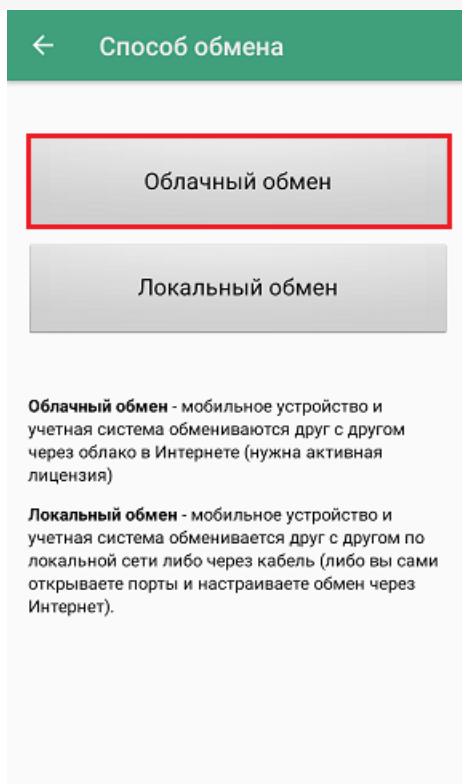 Способ обмена
Облачный обмен
Локальный обмен
Облачный обмен - мобильное устройство и
учетная система обмениваются друг с другом
через облако в Интернете (нужна активная
лицензия)
Локальный обмен - мобильное устройство и
учетная система обменивается друг с другом по
локальной сети либо через кабель (либо вы сами
открываете порты и настраиваете обмен через
Интернет).